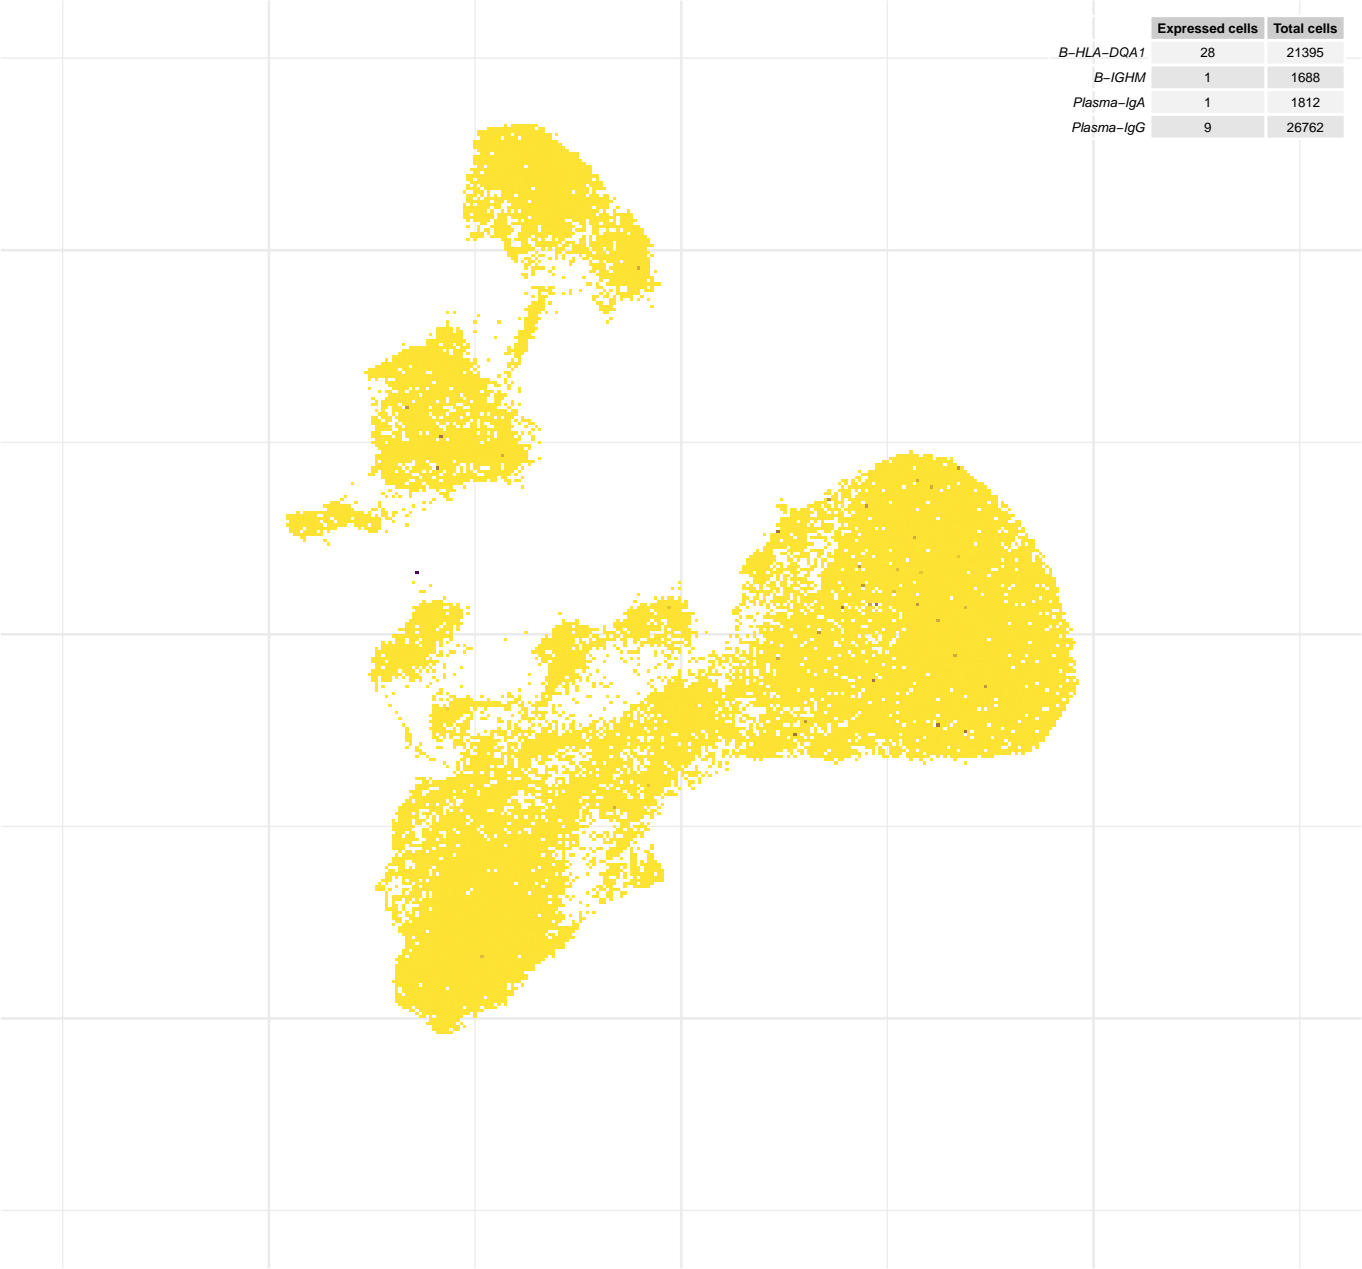 Expressed cells Total cells
B−HLA−DQA1 28 21395
B−IGHM 1 1688
Plasma−IgA 1 1812
Plasma−IgG 9 26762